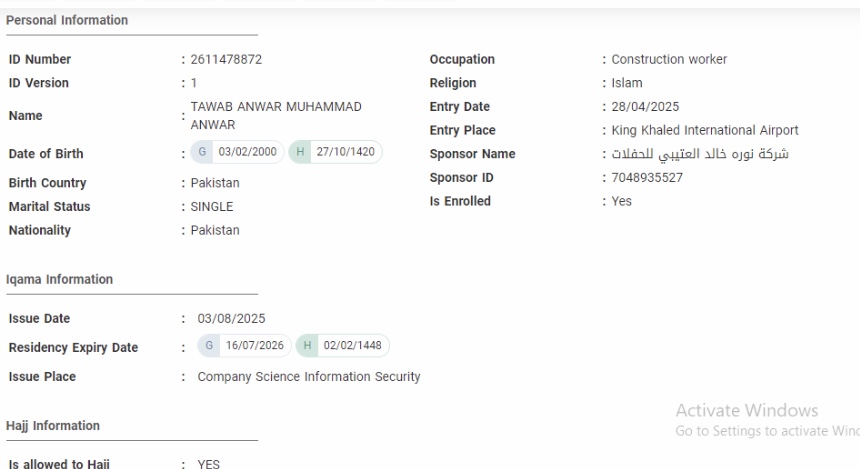 Personal Information
ID Number : 2611478872
ID Version : 1
Name : TAWAB ANWAR MUHAMMAD ANWAR
Date of Birth : G 03/02/2000 H 27/10/1420
Birth Country : Pakistan
Marital Status : SINGLE
Nationality : Pakistan
Occupation : Construction worker
Religion : Islam
Entry Date : 28/04/2025
Entry Place : King Khaled International Airport
Sponsor Name : شركة نوره خالد العتيبي للحفلات
Sponsor ID : 7048935527
Is Enrolled : Yes
Iqama Information
Issue Date : 03/08/2025
Residency Expiry Date : G 16/07/2026 H 02/02/1448
Issue Place : Company Science Information Security
Hajj Information
Is allowed to Hajj : YES
Activate Windows
Go to Settings to activate Winc